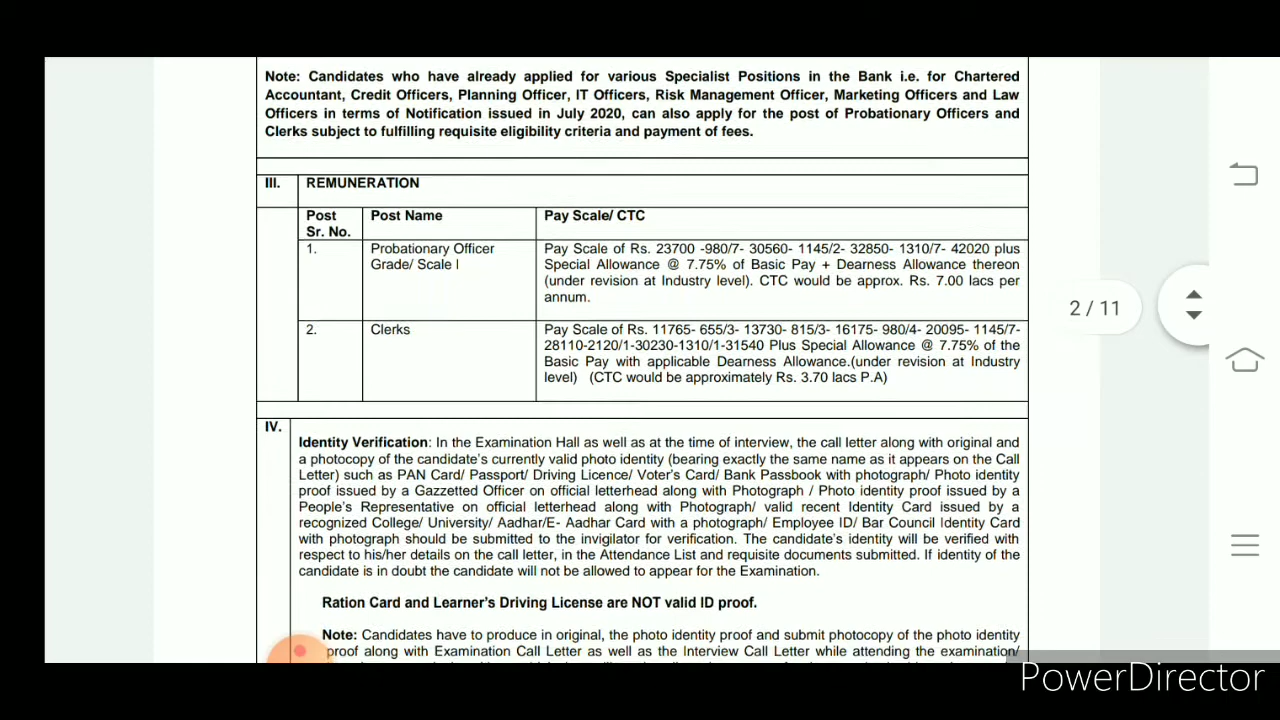 Note: Candidates who have already applied for various Specialist Positions in the Bank i.e. for Chartered
Accountant, Credit Officers, Planning Officer, IT Officers, Risk Management Officer, Marketing Officers and Law
Officers in terms of Notification issued in July 2020, can also apply for the post of Probationary Officers and
Clerks subject to fulfilling requisite eligibility criteria and payment of fees.
III. REMUNERATION
Post Sr. No. Post Name Pay Scale/ CTC
1. Probationary Officer Grade/ Scale I
Pay Scale of Rs. 23700 -980/7- 30560- 1145/2- 32850- 1310/7- 42020 plus
Special Allowance @ 7.75% of Basic Pay + Dearness Allowance thereon
(under revision at Industry level). CTC would be approx. Rs. 7.00 lacs per
annum.
2. Clerks
Pay Scale of Rs. 11765- 655/3- 13730- 815/3- 16175- 980/4- 20095- 1145/7-
28110-2120/1-30230-1310/1-31540 Plus Special Allowance @ 7.75% of the
Basic Pay with applicable Dearness Allowance.(under revision at Industry
level) (CTC would be approximately Rs. 3.70 lacs P.A)
2 / 11
IV.
Identity Verification: In the Examination Hall as well as at the time of interview, the call letter along with original and
a photocopy of the candidate's currently valid photo identity (bearing exactly the same name as it appears on the Call
Letter) such as PAN Card/ Passport/ Driving Licence/ Voter's Card/ Bank Passbook with photograph/ Photo identity
proof issued by a Gazzetted Officer on official letterhead along with Photograph / Photo identity proof issued by a
People's Representative on official letterhead along with Photograph/ valid recent Identity Card issued by a
recognized College/ University/ Aadhar/E- Aadhar Card with a photograph/ Employee ID/ Bar Council Identity Card
with photograph should be submitted to the invigilator for verification. The candidate's identity will be verified with
respect to his/her details on the call letter, in the Attendance List and requisite documents submitted. If identity of the
candidate is in doubt the candidate will not be allowed to appear for the Examination.
Ration Card and Learner's Driving License are NOT valid ID proof.
Note: Candidates have to produce in original, the photo identity proof and submit photocopy of the photo identity
proof along with Examination Call Letter as well as the Interview Call Letter while attending the examination/
PowerDirector